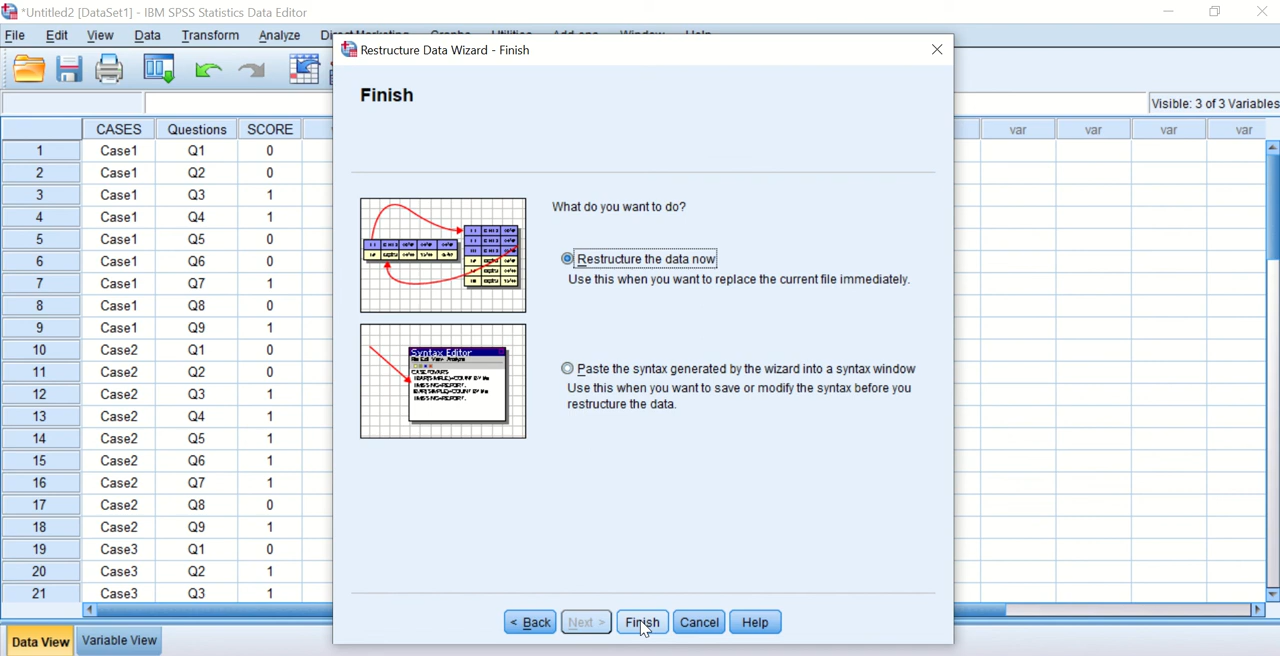 *Untitled2 [DataSet1] - IBM SPSS Statistics Data Editor
File Edit View Data Transform Analyze
Restructure Data Wizard - Finish
Finish
Visible: 3 of 3 Variables
CASES Questions SCORE var var var var
1 Case1 Q1 0
2 Case1 Q2 0
3 Case1 Q3 1
4 Case1 Q4 1
5 Case1 Q5 0
6 Case1 Q6 0
7 Case1 Q7 1
8 Case1 Q8 0
9 Case1 Q9 1
10 Case2 Q1 0
11 Case2 Q2 0
12 Case2 Q3 1
13 Case2 Q4 1
14 Case2 Q5 1
15 Case2 Q6 1
16 Case2 Q7 1
17 Case2 Q8 0
18 Case2 Q9 1
19 Case3 Q1 0
20 Case3 Q2 1
21 Case3 Q3 1
What do you want to do?
Restructure the data now
Use this when you want to replace the current file immediately.
Syntax Editor
Paste the syntax generated by the wizard into a syntax window
Use this when you want to save or modify the syntax before you
restructure the data.
< Back Next > Finish Cancel Help
Data View Variable View